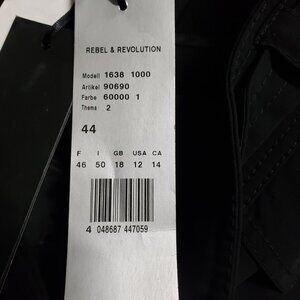 REBEL & REVOLUTION
Modell 1638 1000
Artikel 90690
Farbe 60000 1
Thema 2
44
F I GB USA CA
46 50 18 12 14
4 048687 447059